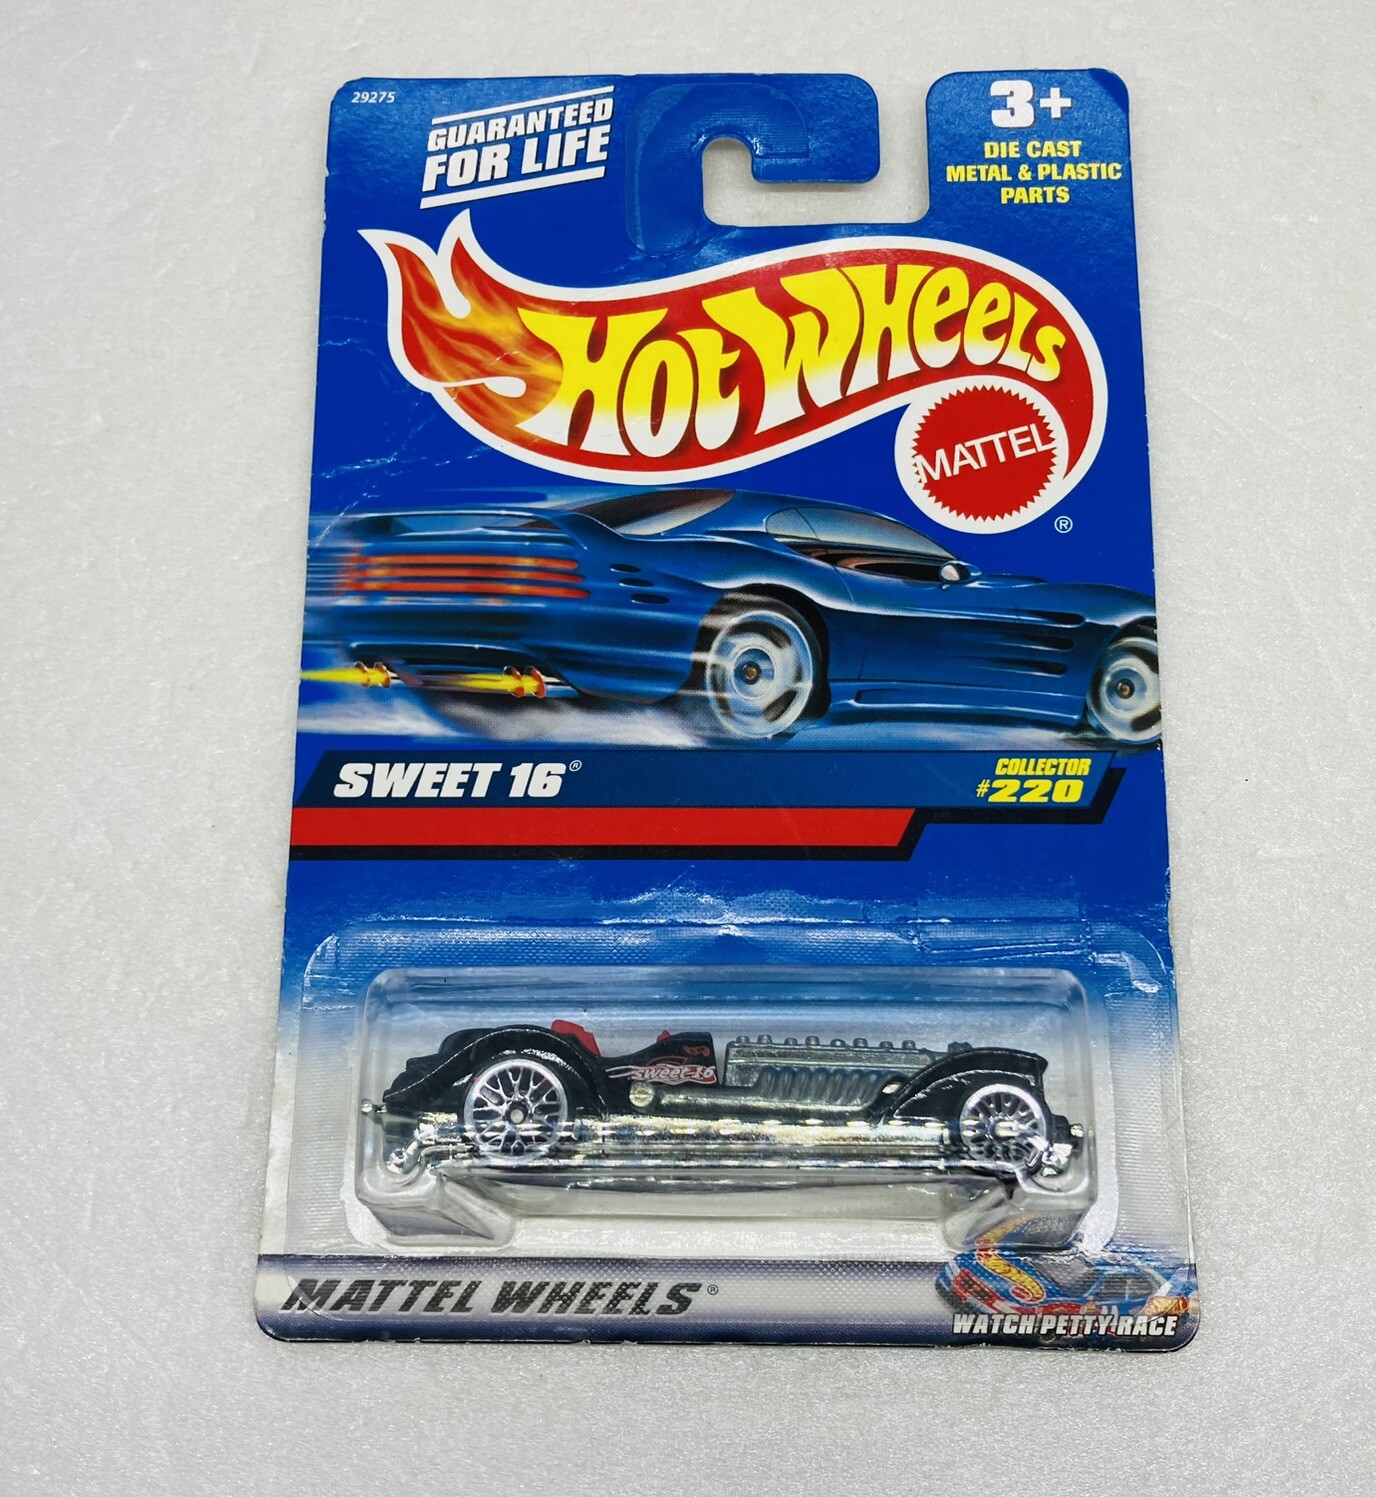 29275
GUARANTEED
FOR LIFE
3+
DIE CAST
METAL & PLASTIC
PARTS
HOT WHEELS
MATTEL
®
SWEET 16®
COLLECTOR
#220
sweet-16
MATTEL WHEELS®
WATCH PETTY RACE